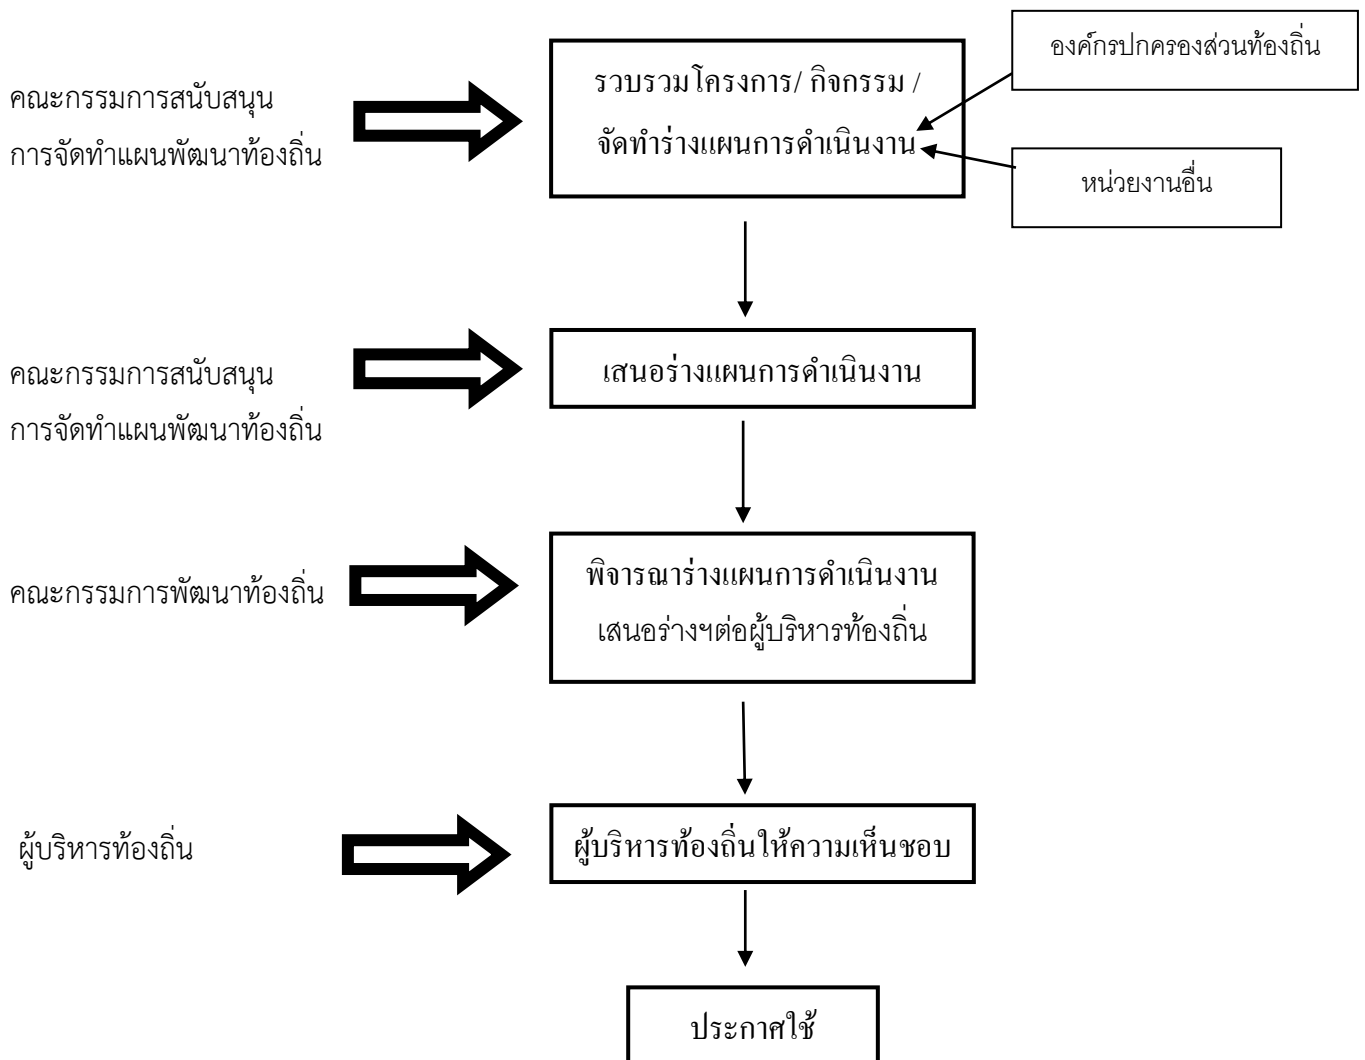 องค์กรปกครองส่วนท้องถิ่น
คณะกรรมการสนับสนุน
การจัดทำแผนพัฒนาท้องถิ่น
รวบรวมโครงการ/ กิจกรรม /
จัดทำร่างแผนการดำเนินงาน
หน่วยงานอื่น
คณะกรรมการสนับสนุน
การจัดทำแผนพัฒนาท้องถิ่น
เสนอร่างแผนการดำเนินงาน
คณะกรรมการพัฒนาท้องถิ่น
พิจารณาร่างแผนการดำเนินงาน
เสนอร่างฯต่อผู้บริหารท้องถิ่น
ผู้บริหารท้องถิ่น
ผู้บริหารท้องถิ่นให้ความเห็นชอบ
ประกาศใช้